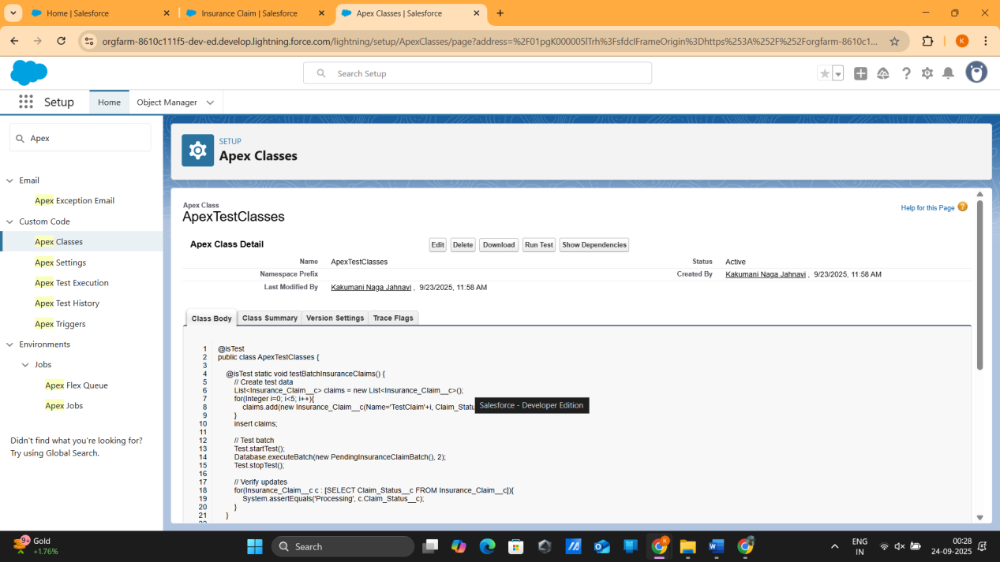 Home | Salesforce
Insurance Claim | Salesforce
Apex Classes | Salesforce
orgfarm-8610c111f5-dev-ed.develop.lightning.force.com/lightning/setup/ApexClasses/page?address=%2F01pgK000005lTrh%3FsfdcIFrameOrigin%3Dhttps%253A%252F%252Forgfarm-8610c1...
K
Search Setup
Setup
Home
Object Manager
Apex
Email
Apex Exception Email
Custom Code
Apex Classes
Apex Settings
Apex Test Execution
Apex Test History
Apex Triggers
Environments
Jobs
Apex Flex Queue
Apex Jobs
Didn't find what you're looking for?
Try using Global Search.
SETUP
Apex Classes
Apex Class
ApexTestClasses
Help for this Page ?
Apex Class Detail
Edit Delete Download Run Test Show Dependencies
Name ApexTestClasses Status Active
Namespace Prefix Created By Kakumani Naga Jahnavi , 9/23/2025, 11:58 AM
Last Modified By Kakumani Naga Jahnavi , 9/23/2025, 11:58 AM
Class Body Class Summary Version Settings Trace Flags
1 @isTest
2 public class ApexTestClasses {
3
4 @isTest static void testBatchInsuranceClaims() {
5 // Create test data
6 List<Insurance_Claim__c> claims = new List<Insurance_Claim__c>();
7 for(Integer i=0; i<5; i++){
8 claims.add(new Insurance_Claim__c(Name='TestClaim'+i, Claim_Statu
Salesforce - Developer Edition
9 }
10 insert claims;
11
12 // Test batch
13 Test.startTest();
14 Database.executeBatch(new PendingInsuranceClaimBatch(), 2);
15 Test.stopTest();
16
17 // Verify updates
18 for(Insurance_Claim__c c : [SELECT Claim_Status__c FROM Insurance_Claim__c]){
19 System.assertEquals('Processing', c.Claim_Status__c);
20 }
21 }
9+
Gold
+1.76%
Search
ENG
IN
00:28
24-09-2025